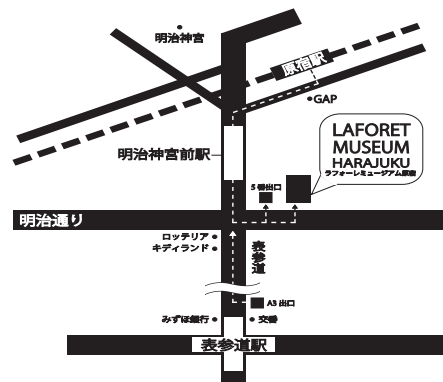 明治神宮
原宿駅
GAP
LAFORET
MUSEUM
HARAJUKU
ラフォーレミュージアム原宿
明治神宮前駅
5番出口
明治通り
ロッテリア
キディランド
表参道
A3 出口
みずほ銀行
交番
表参道駅